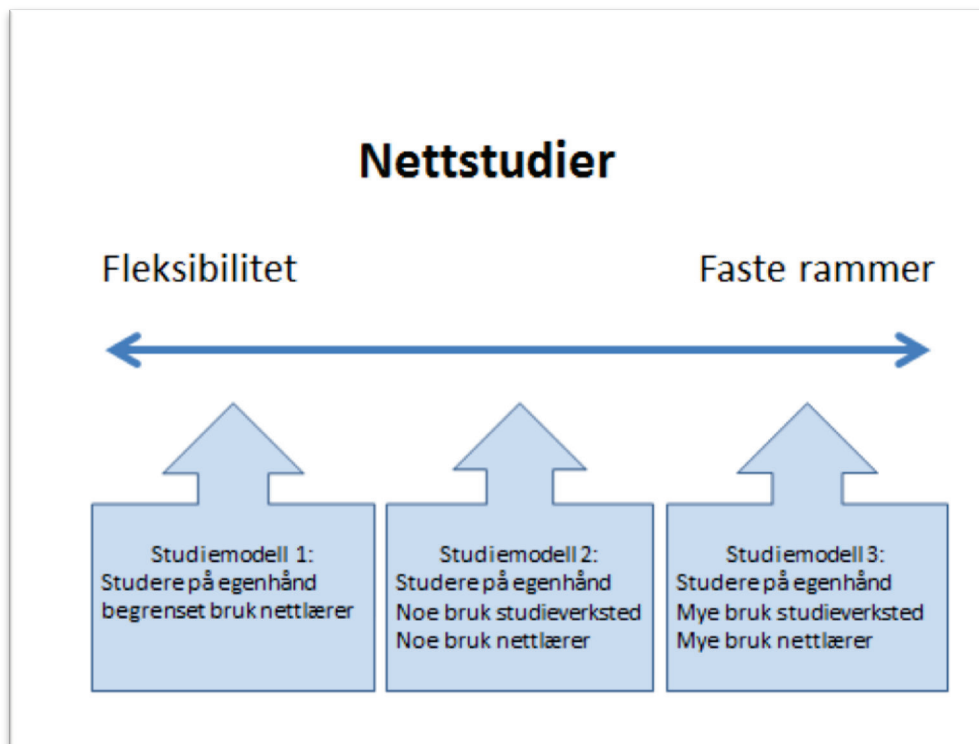 Nettstudier
Fleksibilitet
Faste rammer
Studiemodell 1:
Studere på egenhånd
begrenset bruk nettlærer
Studiemodell 2:
Studere på egenhånd
Noe bruk studieverksted
Noe bruk nettlærer
Studiemodell 3:
Studere på egenhånd
Mye bruk studieverksted
Mye bruk nettlærer